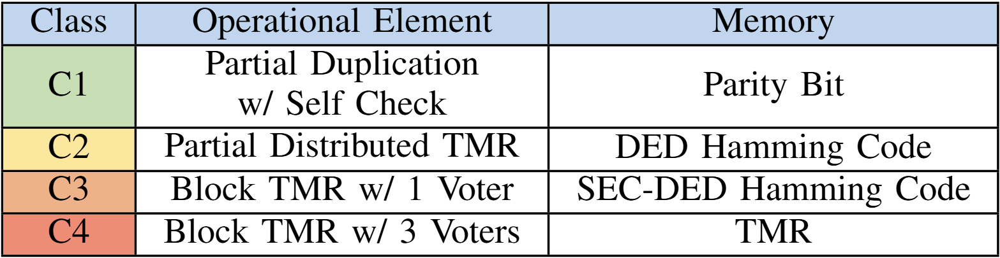 Class Operational Element Memory
C1 Partial Duplication w/ Self Check Parity Bit
C2 Partial Distributed TMR DED Hamming Code
C3 Block TMR w/ 1 Voter SEC-DED Hamming Code
C4 Block TMR w/ 3 Voters TMR